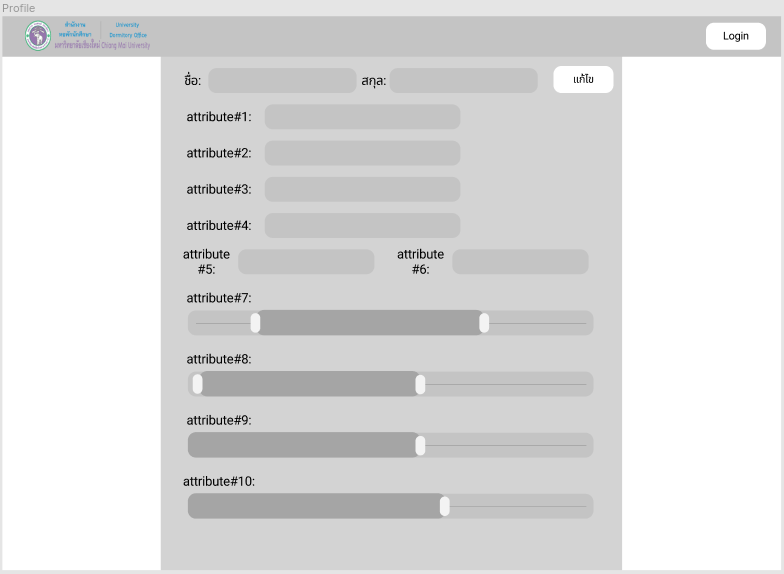 Profile
สำนักงาน
หอพักนักศึกษา
มหาวิทยาลัยเชียงใหม่
University
Dormitory Office
Chiang Mai University
Login
ชื่อ: สกุล: แก้ไข
attribute#1:
attribute#2:
attribute#3:
attribute#4:
attribute
#5:
attribute
#6:
attribute#7:
attribute#8:
attribute#9:
attribute#10: